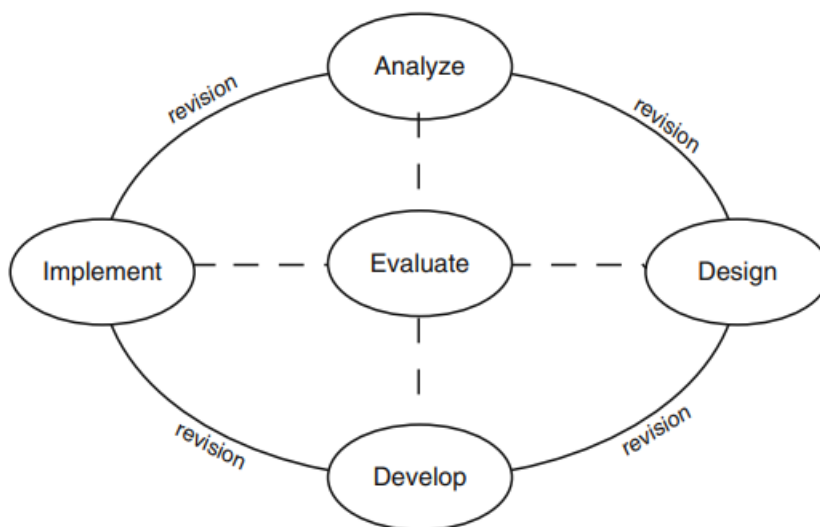 Analyze
revision
revision
Implement
Evaluate
Design
revision
revision
Develop